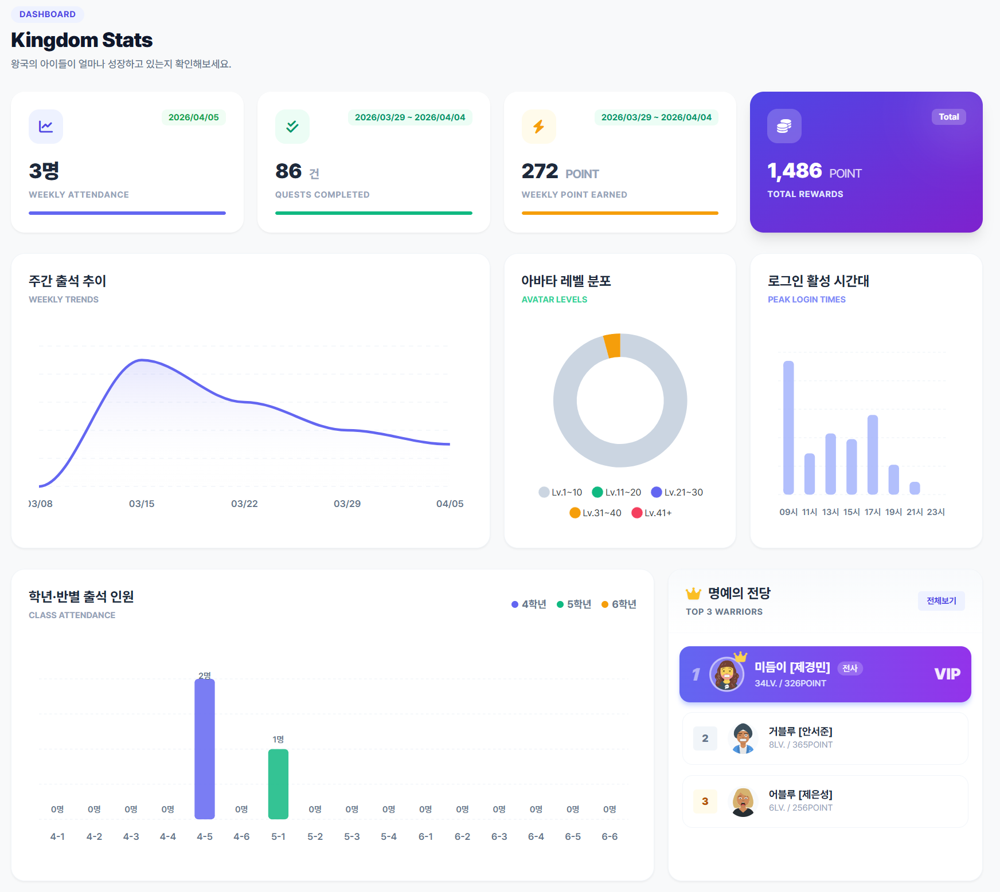 DASHBOARD
Kingdom Stats
왕국의 아이들이 얼마나 성장하고 있는지 확인해보세요.
2026/04/05
3명
WEEKLY ATTENDANCE
2026/03/29 ~ 2026/04/04
86 건
QUESTS COMPLETED
2026/03/29 ~ 2026/04/04
272 POINT
WEEKLY POINT EARNED
Total
1,486 POINT
TOTAL REWARDS
주간 출석 추이
WEEKLY TRENDS
03/08 03/15 03/22 03/29 04/05
아바타 레벨 분포
AVATAR LEVELS
Lv.1~10 Lv.11~20 Lv.21~30
Lv.31~40 Lv.41+
로그인 활성 시간대
PEAK LOGIN TIMES
09시 11시 13시 15시 17시 19시 21시 23시
학년·반별 출석 인원
CLASS ATTENDANCE
4학년 5학년 6학년
2명
1명
0명 0명 0명 0명 0명 0명 0명 0명 0명 0명 0명 0명 0명 0명
4-1 4-2 4-3 4-4 4-5 4-6 5-1 5-2 5-3 5-4 6-1 6-2 6-3 6-4 6-5 6-6
명예의 전당
TOP 3 WARRIORS
전체보기
1
미듬이 [제경민] 전사
34LV. / 326POINT
VIP
2
거블루 [안서준]
8LV. / 365POINT
3
어블루 [제은성]
6LV. / 256POINT